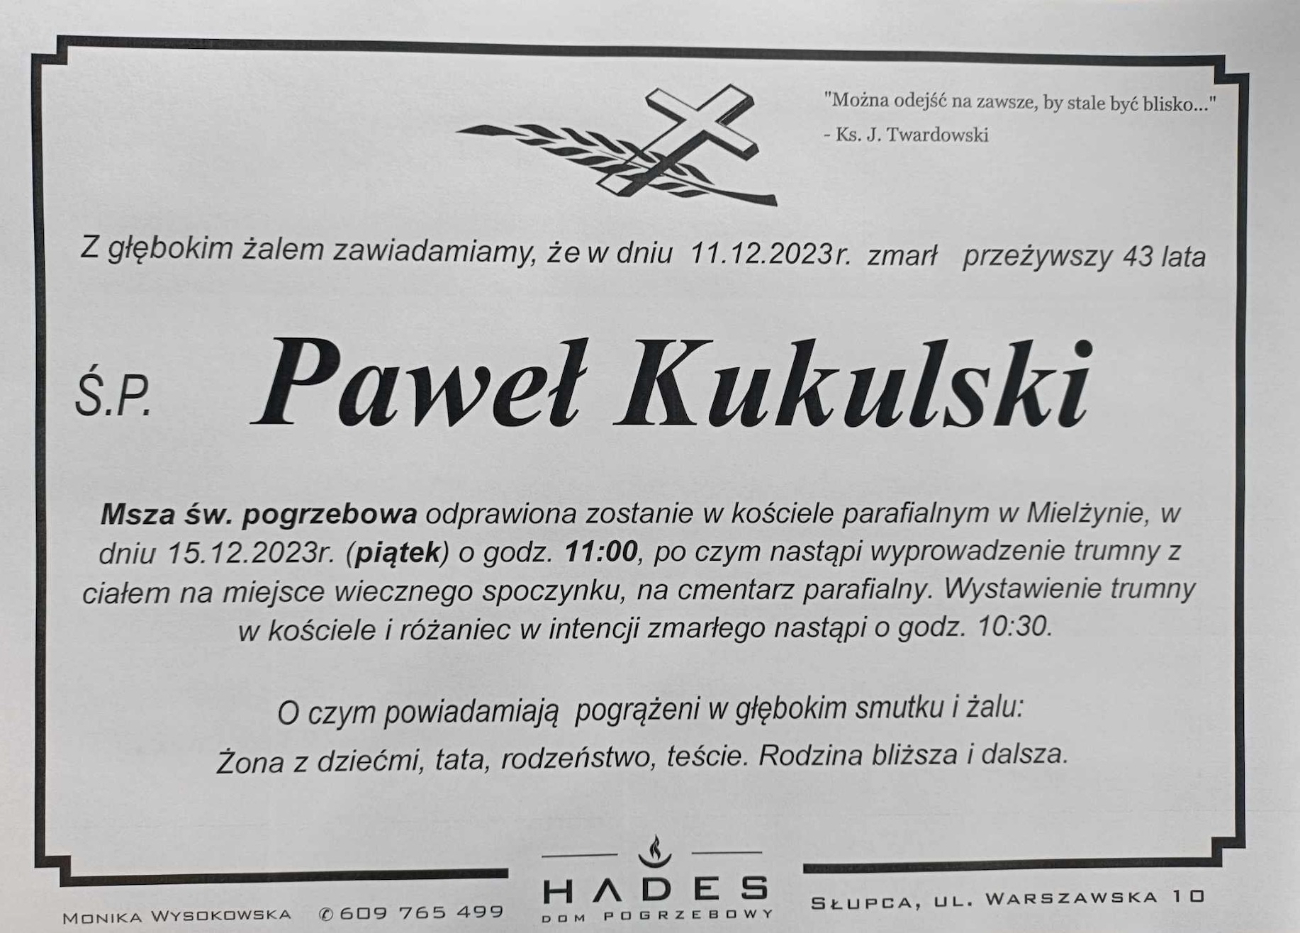 "Można odejść na zawsze, by stale być blisko..."
- Ks. J. Twardowski
Z głębokim żalem zawiadamiamy, że w dniu 11.12.2023r. zmarł przeżywszy 43 lata
Ś.P. Paweł Kukulski
Msza św. pogrzebowa odprawiona zostanie w kościele parafialnym w Mielżynie, w
dniu 15.12.2023r. (piątek) o godz. 11:00, po czym nastąpi wyprowadzenie trumny z
ciałem na miejsce wiecznego spoczynku, na cmentarz parafialny. Wystawienie trumny
w kościele i różaniec w intencji zmarłego nastąpi o godz. 10:30.
O czym powiadamiają pogrążeni w głębokim smutku i żalu:
Żona z dziećmi, tata, rodzeństwo, teście. Rodzina bliższa i dalsza.
HADES
DOM POGRZEBOWY
MONIKA WYSOKOWSKA ✆ 609 765 499
SŁUPCA, UL. WARSZAWSKA 10